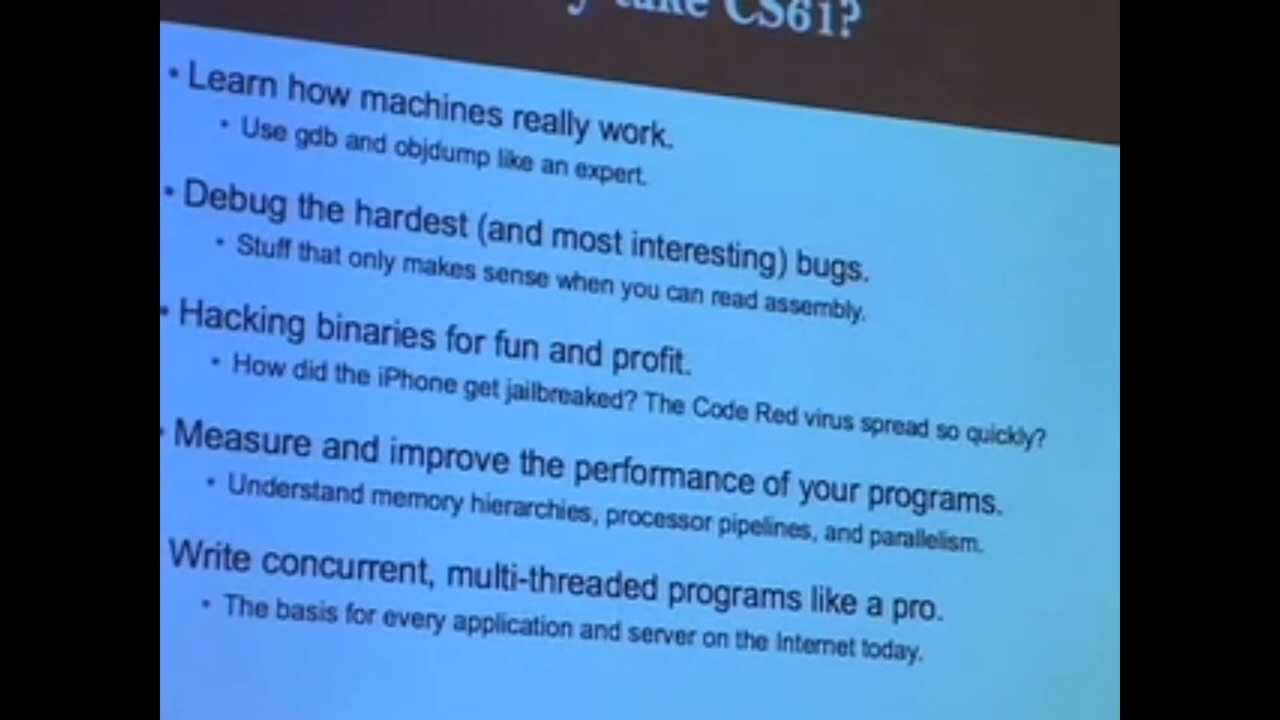 take CS61?
• Learn how machines really work.
• Use gdb and objdump like an expert.
• Debug the hardest (and most interesting) bugs.
• Stuff that only makes sense when you can read assembly.
• Hacking binaries for fun and profit.
• How did the iPhone get jailbreaked? The Code Red virus spread so quickly?
• Measure and improve the performance of your programs.
• Understand memory hierarchies, processor pipelines, and parallelism.
Write concurrent, multi-threaded programs like a pro.
• The basis for every application and server on the Internet today.